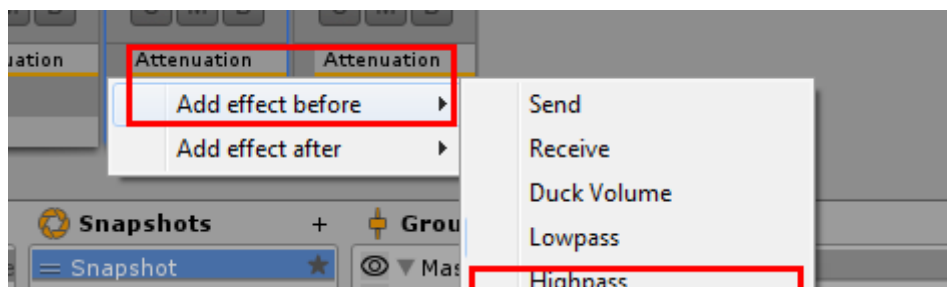 uation Attenuation Attenuation
Add effect before
Add effect after
Send
Receive
Duck Volume
Lowpass
Highpass
Snapshots + Grou
Snapshot Mas